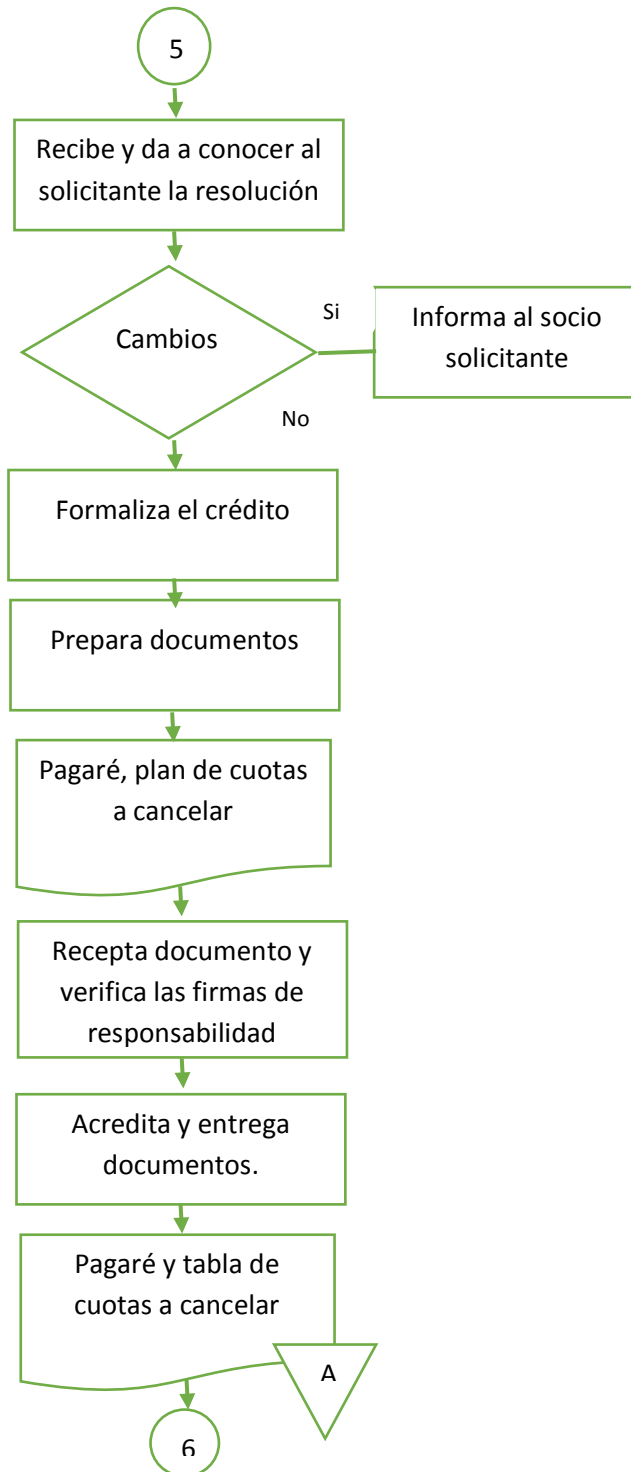 5
Recibe y da a conocer al
solicitante la resolución
Cambios
Si
Informa al socio
solicitante
No
Formaliza el crédito
Prepara documentos
Pagaré, plan de cuotas
a cancelar
Recepta documento y
verifica las firmas de
responsabilidad
Acredita y entrega
documentos.
Pagaré y tabla de
cuotas a cancelar
A
6